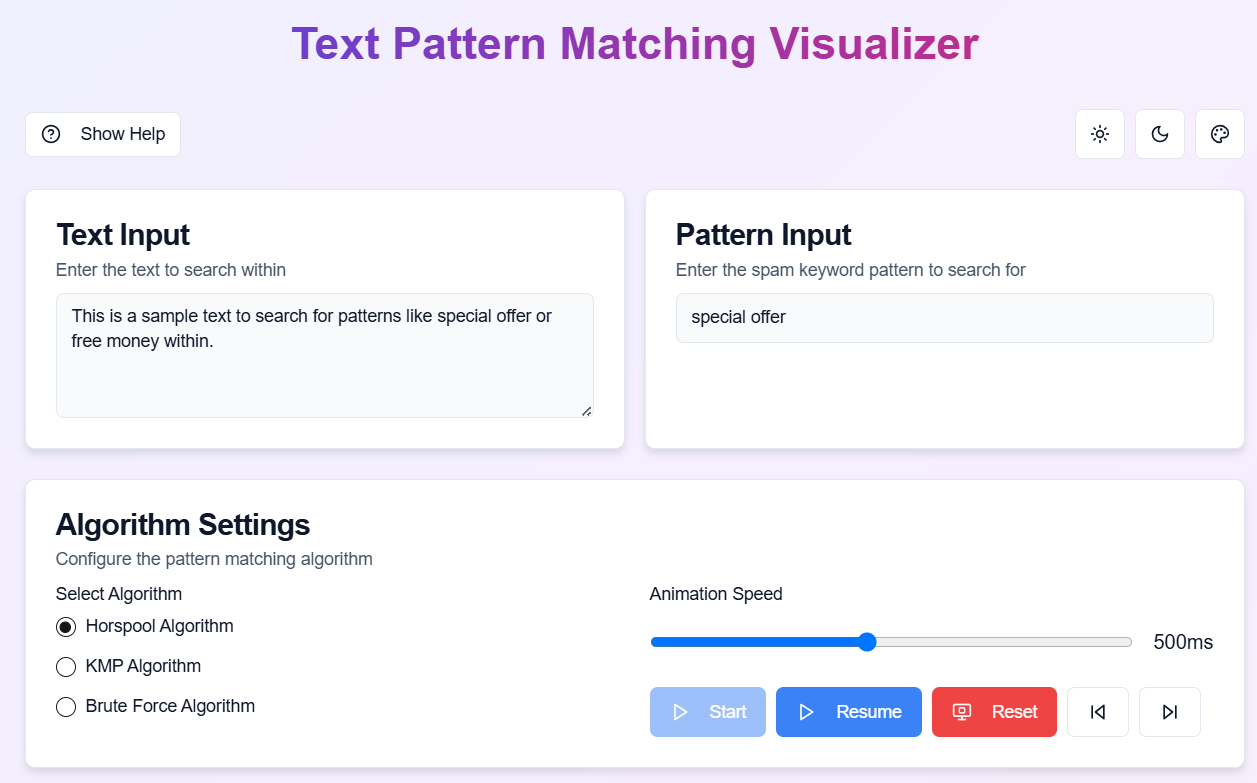 Text Pattern Matching Visualizer
Show Help
Text Input
Enter the text to search within
This is a sample text to search for patterns like special offer or
free money within.
Pattern Input
Enter the spam keyword pattern to search for
special offer
Algorithm Settings
Configure the pattern matching algorithm
Select Algorithm
Horspool Algorithm
KMP Algorithm
Brute Force Algorithm
Animation Speed
500ms
Start
Resume
Reset